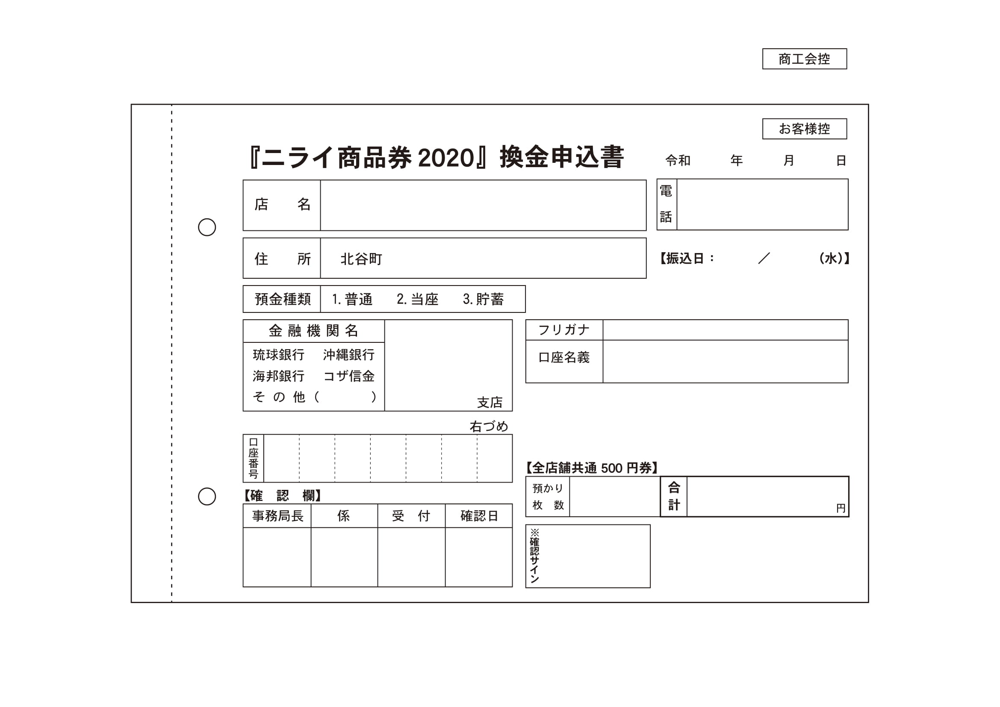 商工会控
お客様控
『ニライ商品券 2020』換金申込書
令和 年 月 日
店 名
電話
住 所 北谷町
【振込日： ／ （水）】
預金種類 1. 普通 2. 当座 3. 貯蓄
金融機関名
琉球銀行 沖縄銀行
海邦銀行 コザ信金
その他（ ）
支店
フリガナ
口座名義
右づめ
口座番号
【全店舗共通 500 円券】
預かり
枚 数
合計
円
【確 認 欄】
事務局長 係 受 付 確認日
※確認サイン